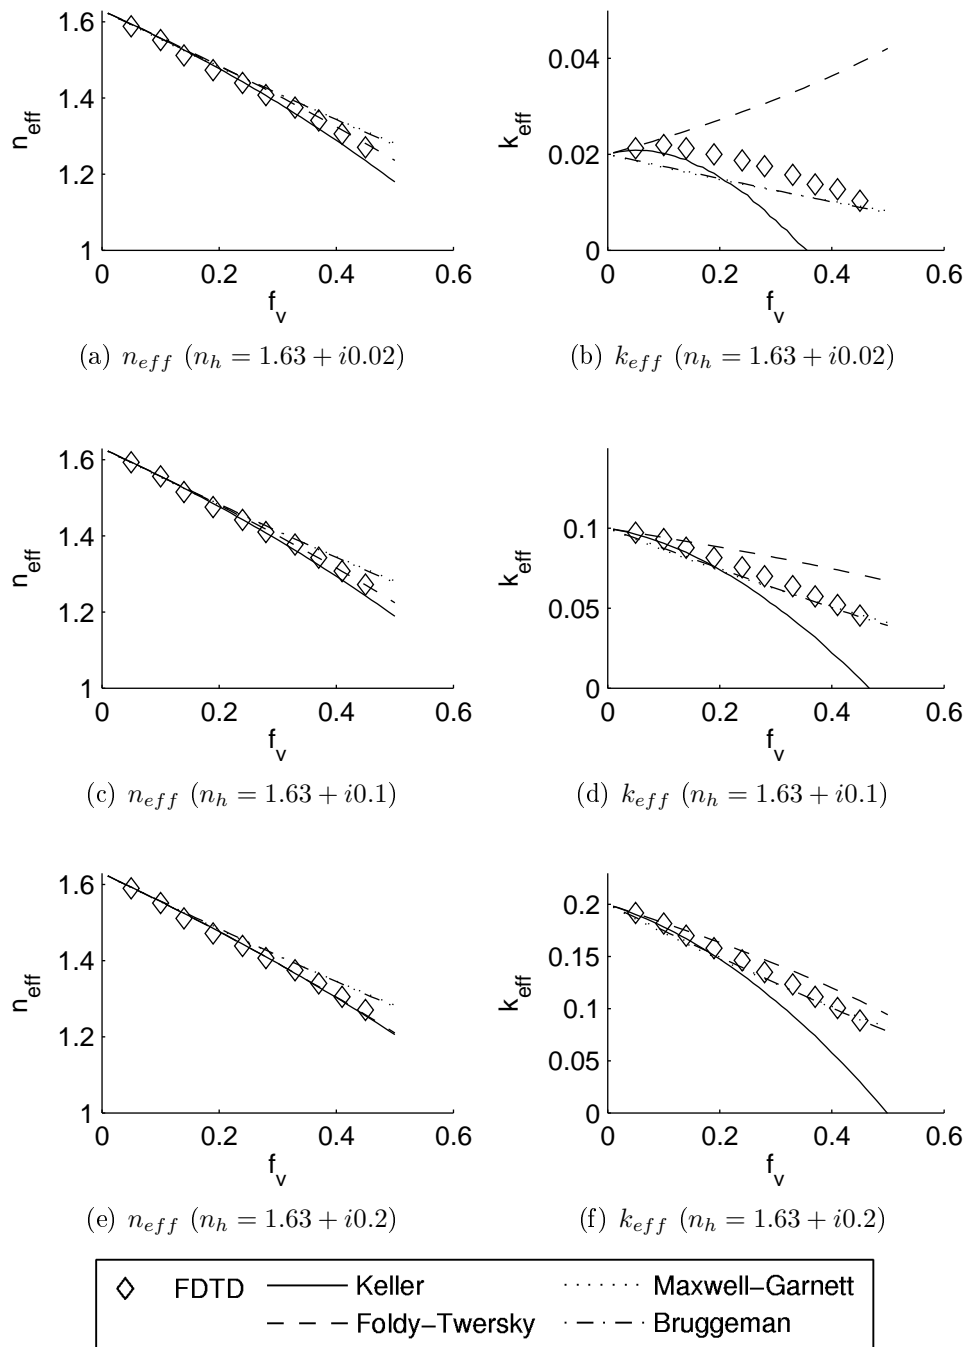 1.6
1.4
1.2
1
n_eff
0 0.2 0.4 0.6
f_v
(a) n_eff (n_h = 1.63 + i0.02)
0.04
0.02
0
k_eff
0 0.2 0.4 0.6
f_v
(b) k_eff (n_h = 1.63 + i0.02)
1.6
1.4
1.2
1
n_eff
0 0.2 0.4 0.6
f_v
(c) n_eff (n_h = 1.63 + i0.1)
0.1
0.05
0
k_eff
0 0.2 0.4 0.6
f_v
(d) k_eff (n_h = 1.63 + i0.1)
1.6
1.4
1.2
1
n_eff
0 0.2 0.4 0.6
f_v
(e) n_eff (n_h = 1.63 + i0.2)
0.2
0.15
0.1
0.05
0
k_eff
0 0.2 0.4 0.6
f_v
(f) k_eff (n_h = 1.63 + i0.2)
FDTD Keller Maxwell-Garnett
Foldy-Twersky Bruggeman